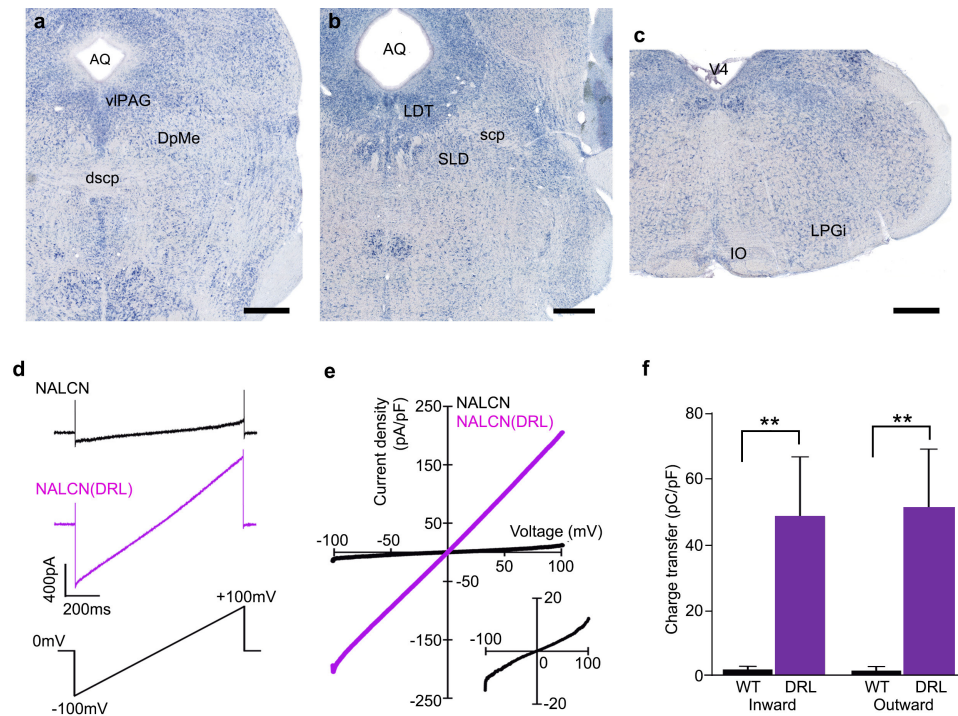 a
AQ
vlPAG
DpMe
dscp
b
AQ
LDT
scp
SLD
c
V4
LPGi
IO
d
NALCN
NALCN(DRL)
400pA
200ms
+100mV
0mV
-100mV
e
NALCN
NALCN(DRL)
Current density
(pA/pF)
250
150
50
Voltage (mV)
-100
-50
50
100
-50
-150
-250
20
-100
0
100
-20
f
Charge transfer (pC/pF)
80
60
40
20
0
**
**
WT
DRL
WT
DRL
Inward
Outward